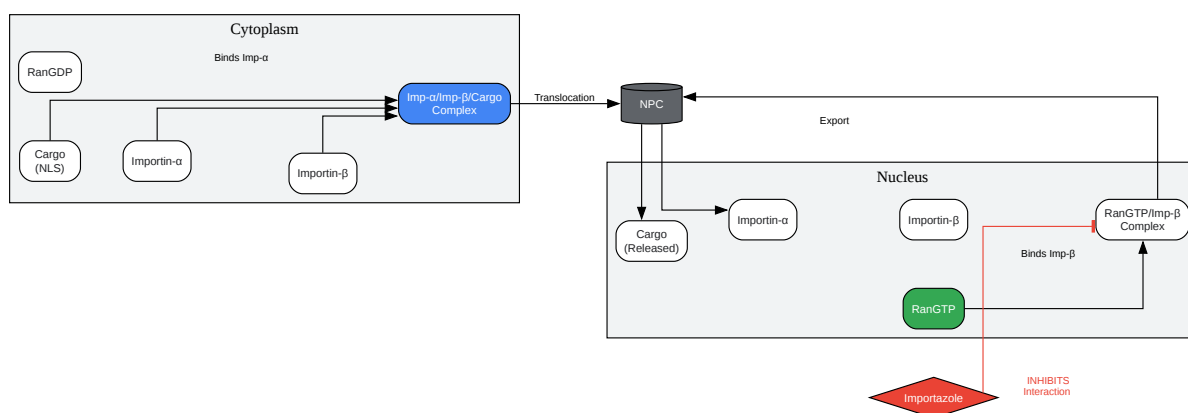 Cytoplasm
Binds Imp-α
RanGDP
Imp-α/Imp-β/Cargo
Complex
Translocation
NPC
Export
Cargo
(NLS)
Importin-α
Importin-β
Nucleus
Cargo
(Released)
Importin-α
Importin-β
RanGTP/Imp-β
Complex
Binds Imp-β
RanGTP
Importazole
INHIBITS
Interaction